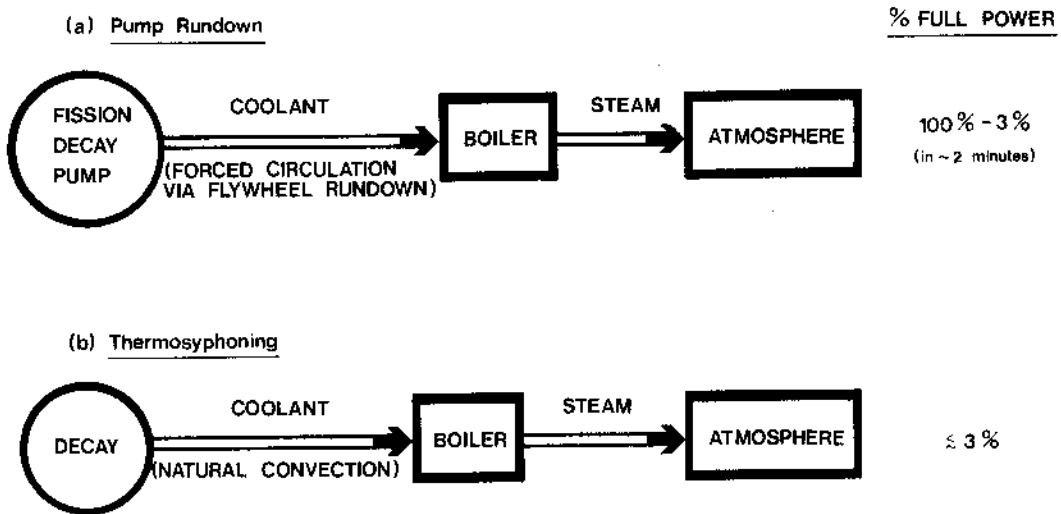 (a) Pump Rundown
% FULL POWER
FISSION
DECAY
PUMP
COOLANT
(FORCED CIRCULATION
VIA FLYWHEEL RUNDOWN)
BOILER
STEAM
ATMOSPHERE
100% - 3%
(in ~ 2 minutes)
(b) Thermosyphoning
DECAY
COOLANT
(NATURAL CONVECTION)
BOILER
STEAM
ATMOSPHERE
≤ 3%